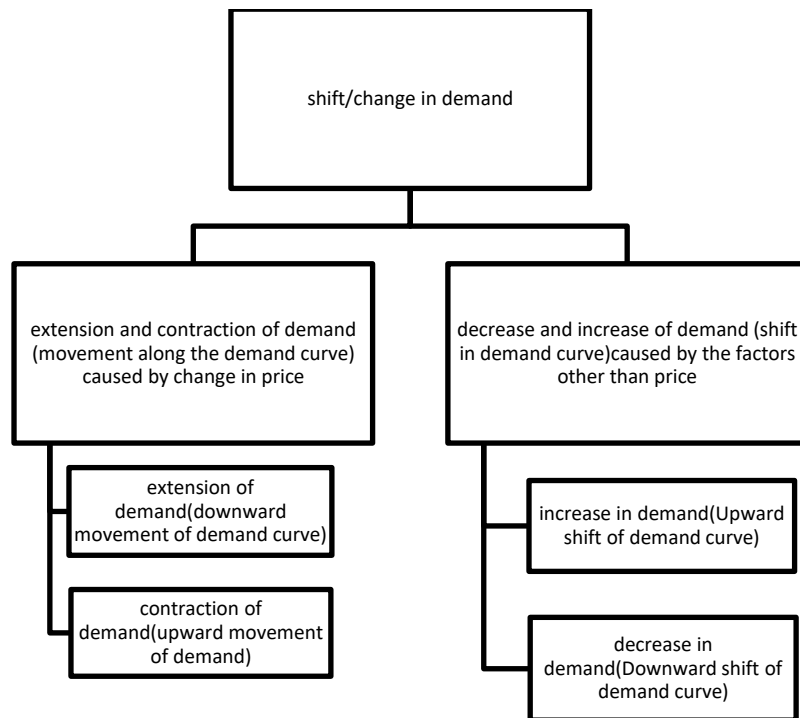 shift/change in demand
extension and contraction of demand
(movement along the demand curve)
caused by change in price
decrease and increase of demand (shift
in demand curve)caused by the factors
other than price
extension of
demand(downward
movement of demand curve)
contraction of
demand(upward movement
of demand)
increase in demand(Upward
shift of demand curve)
decrease in
demand(Downward shift of
demand curve)